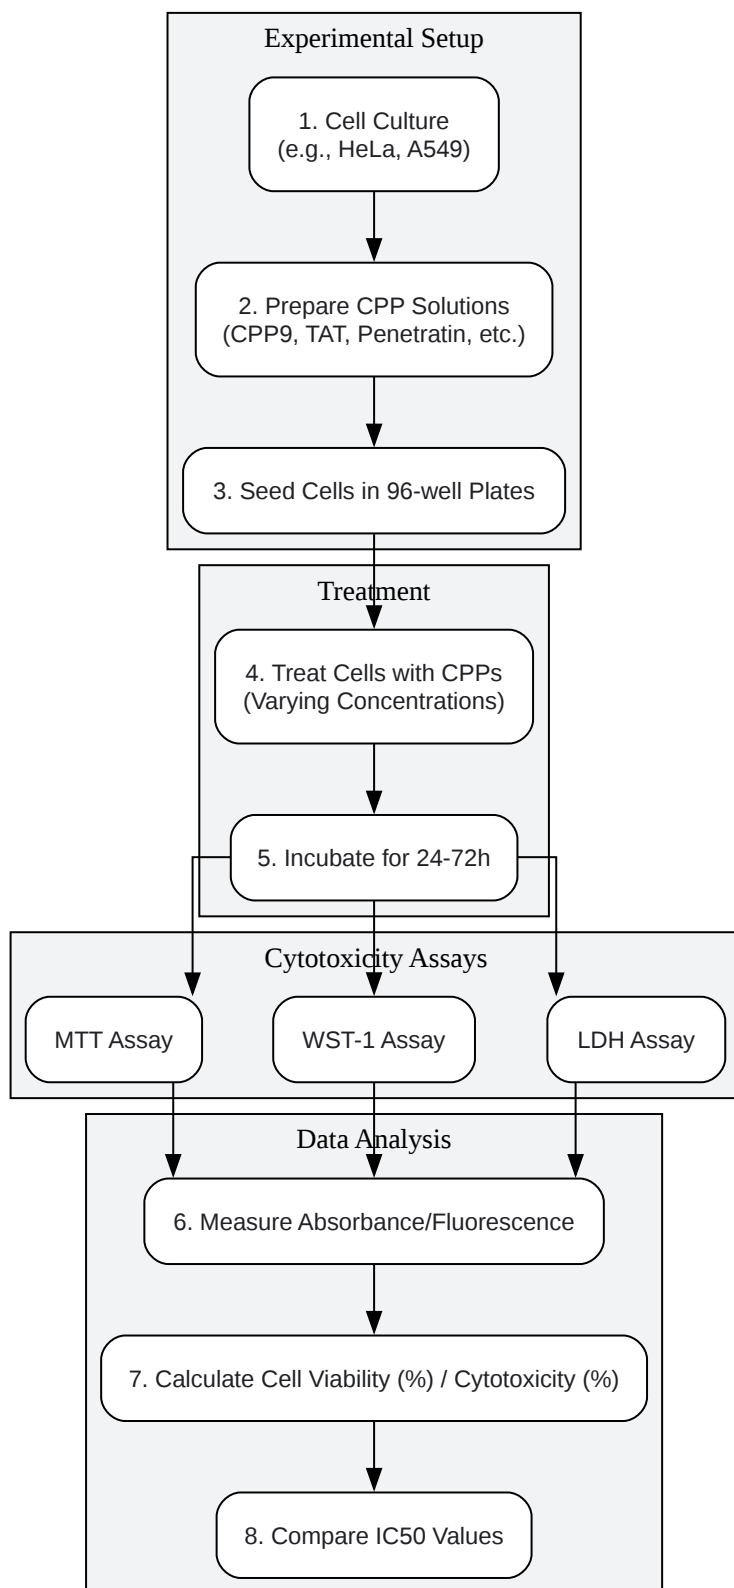 Experimental Setup
1. Cell Culture
(e.g., HeLa, A549)
2. Prepare CPP Solutions
(CPP9, TAT, Penetratin, etc.)
3. Seed Cells in 96-well Plates
Treatment
4. Treat Cells with CPPs
(Varying Concentrations)
5. Incubate for 24-72h
Cytotoxicity Assays
MTT Assay
WST-1 Assay
LDH Assay
Data Analysis
6. Measure Absorbance/Fluorescence
7. Calculate Cell Viability (%) / Cytotoxicity (%)
8. Compare IC50 Values